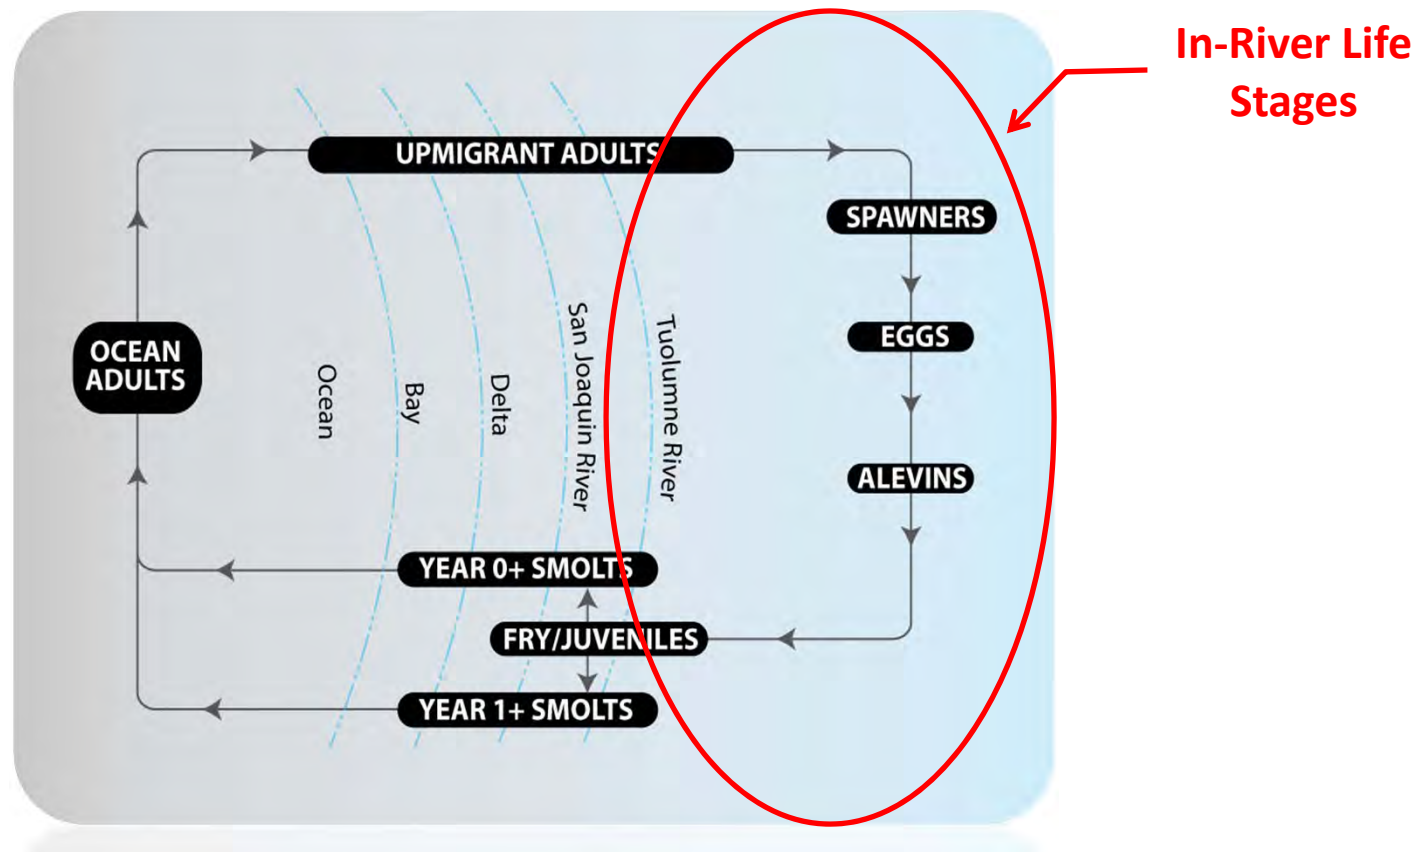 In-River Life
Stages
UPMIGRANT ADULTS
SPAWNERS
EGGS
ALEVINS
OCEAN
ADULTS
Ocean
Bay
Delta
San Joaquin River
Tuolumne River
YEAR 0+ SMOLTS
FRY/JUVENILES
YEAR 1+ SMOLTS